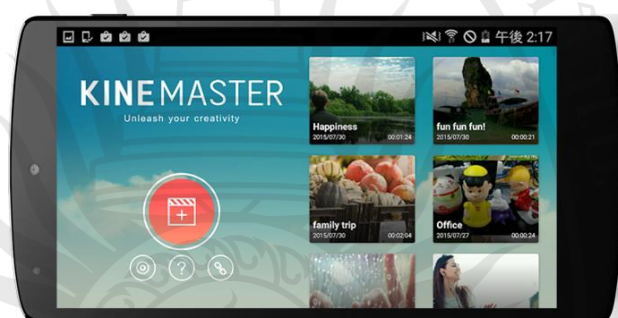 午後 2:17
KINEMASTER
Unleash your creativity
Happiness
2015/07/30 00:01:24
fun fun fun!
2015/07/30 00:00:21
family trip
2015/07/30 00:02:04
Office
2015/07/27 00:00:24